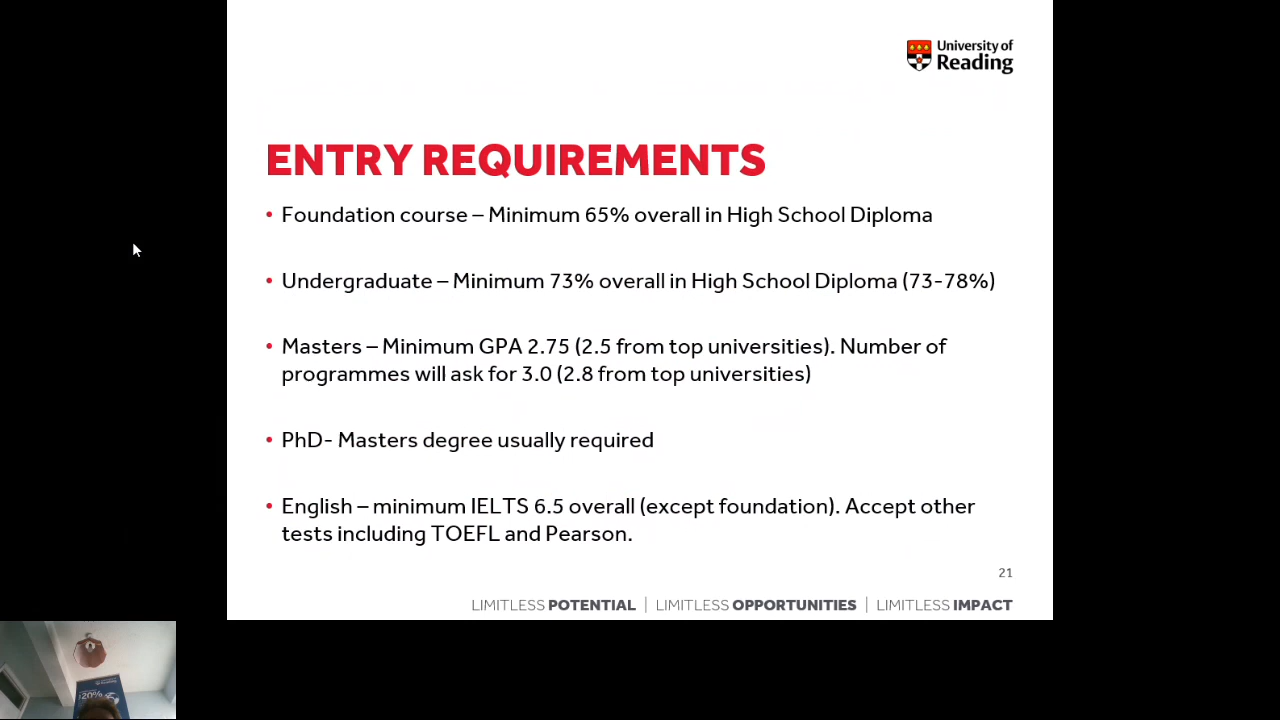 University of
Reading
ENTRY REQUIREMENTS
• Foundation course – Minimum 65% overall in High School Diploma
• Undergraduate – Minimum 73% overall in High School Diploma (73-78%)
• Masters – Minimum GPA 2.75 (2.5 from top universities). Number of
programmes will ask for 3.0 (2.8 from top universities)
• PhD- Masters degree usually required
• English – minimum IELTS 6.5 overall (except foundation). Accept other
tests including TOEFL and Pearson.
21
LIMITLESS POTENTIAL | LIMITLESS OPPORTUNITIES | LIMITLESS IMPACT
Reading
20%